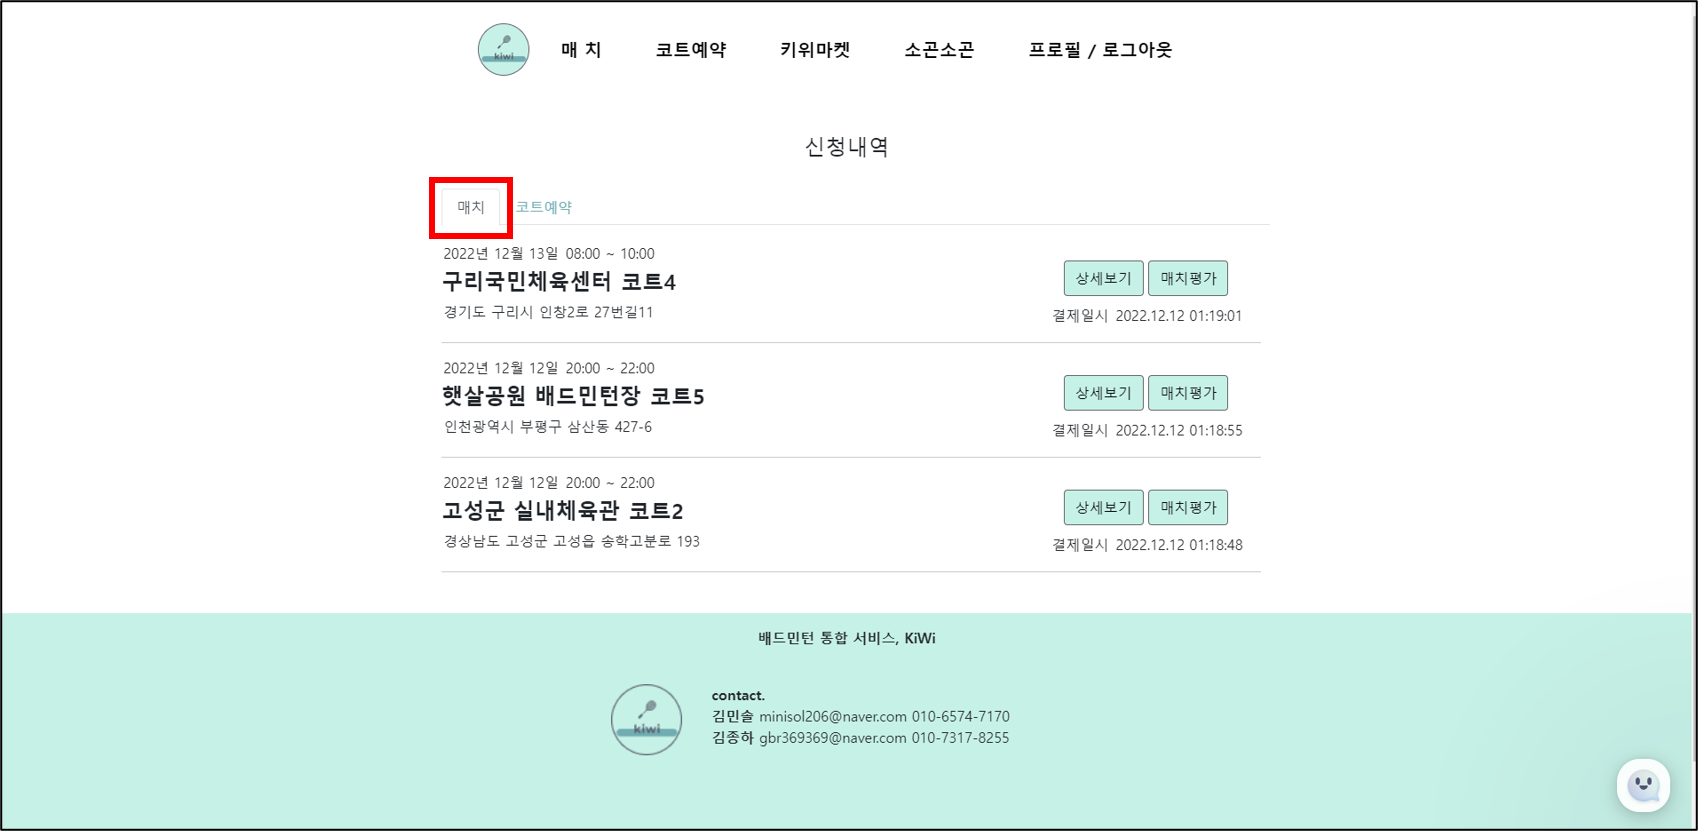 kiwi
매 치 코트예약 키위마켓 소곤소곤 프로필 / 로그아웃
신청내역
매치 코트예약
2022년 12월 13일 08:00 ~ 10:00
구리국민체육센터 코트4
경기도 구리시 인창2로 27번길11
상세보기 매치평가
결제일시 2022.12.12 01:19:01
2022년 12월 12일 20:00 ~ 22:00
햇살공원 배드민턴장 코트5
인천광역시 부평구 삼산동 427-6
상세보기 매치평가
결제일시 2022.12.12 01:18:55
2022년 12월 12일 20:00 ~ 22:00
고성군 실내체육관 코트2
경상남도 고성군 고성읍 송학고분로 193
상세보기 매치평가
결제일시 2022.12.12 01:18:48
배드민턴 통합 서비스, KiWi
kiwi
contact.
김민솔 minisol206@naver.com 010-6574-7170
김종하 gbr369369@naver.com 010-7317-8255